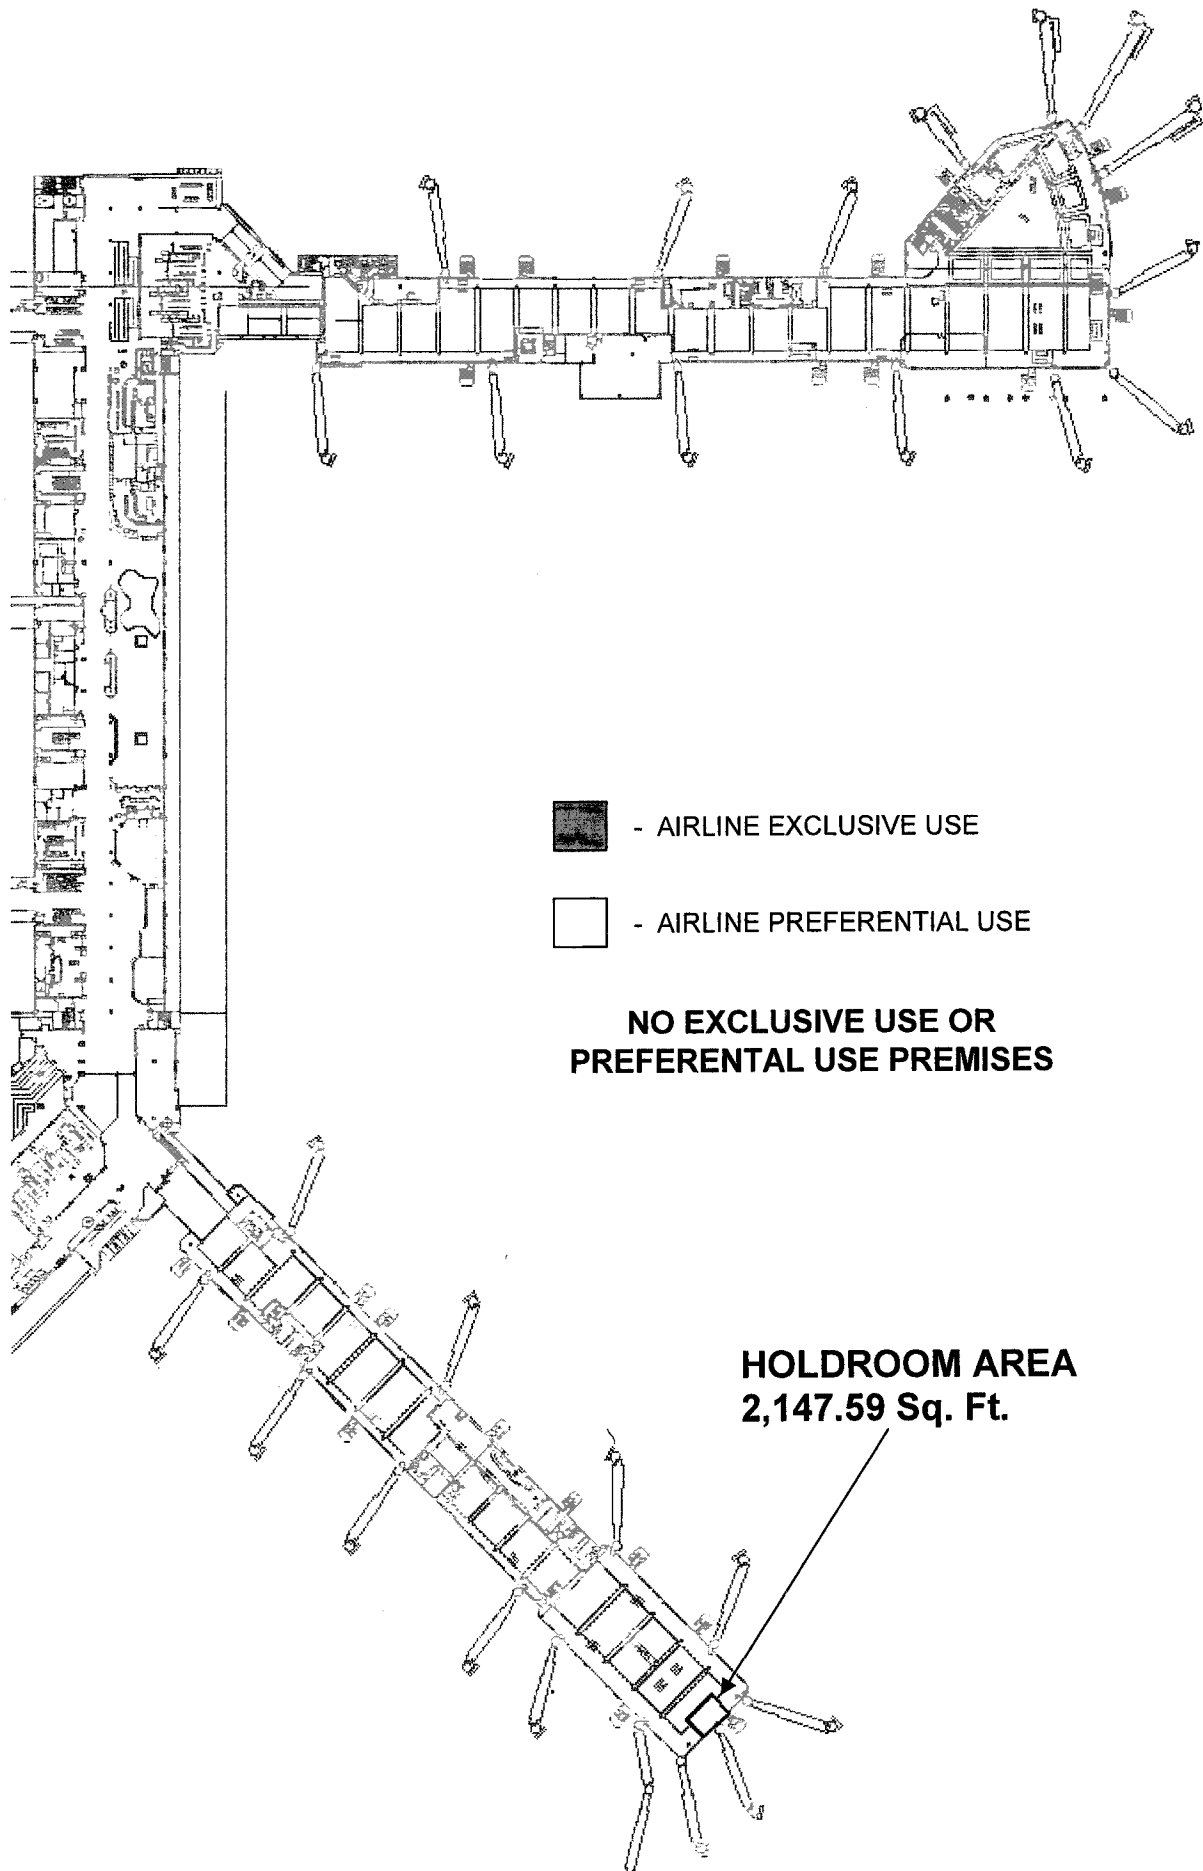 - AIRLINE EXCLUSIVE USE
- AIRLINE PREFERENTIAL USE
NO EXCLUSIVE USE OR
PREFERENTAL USE PREMISES
HOLDROOM AREA
2,147.59 Sq. Ft.